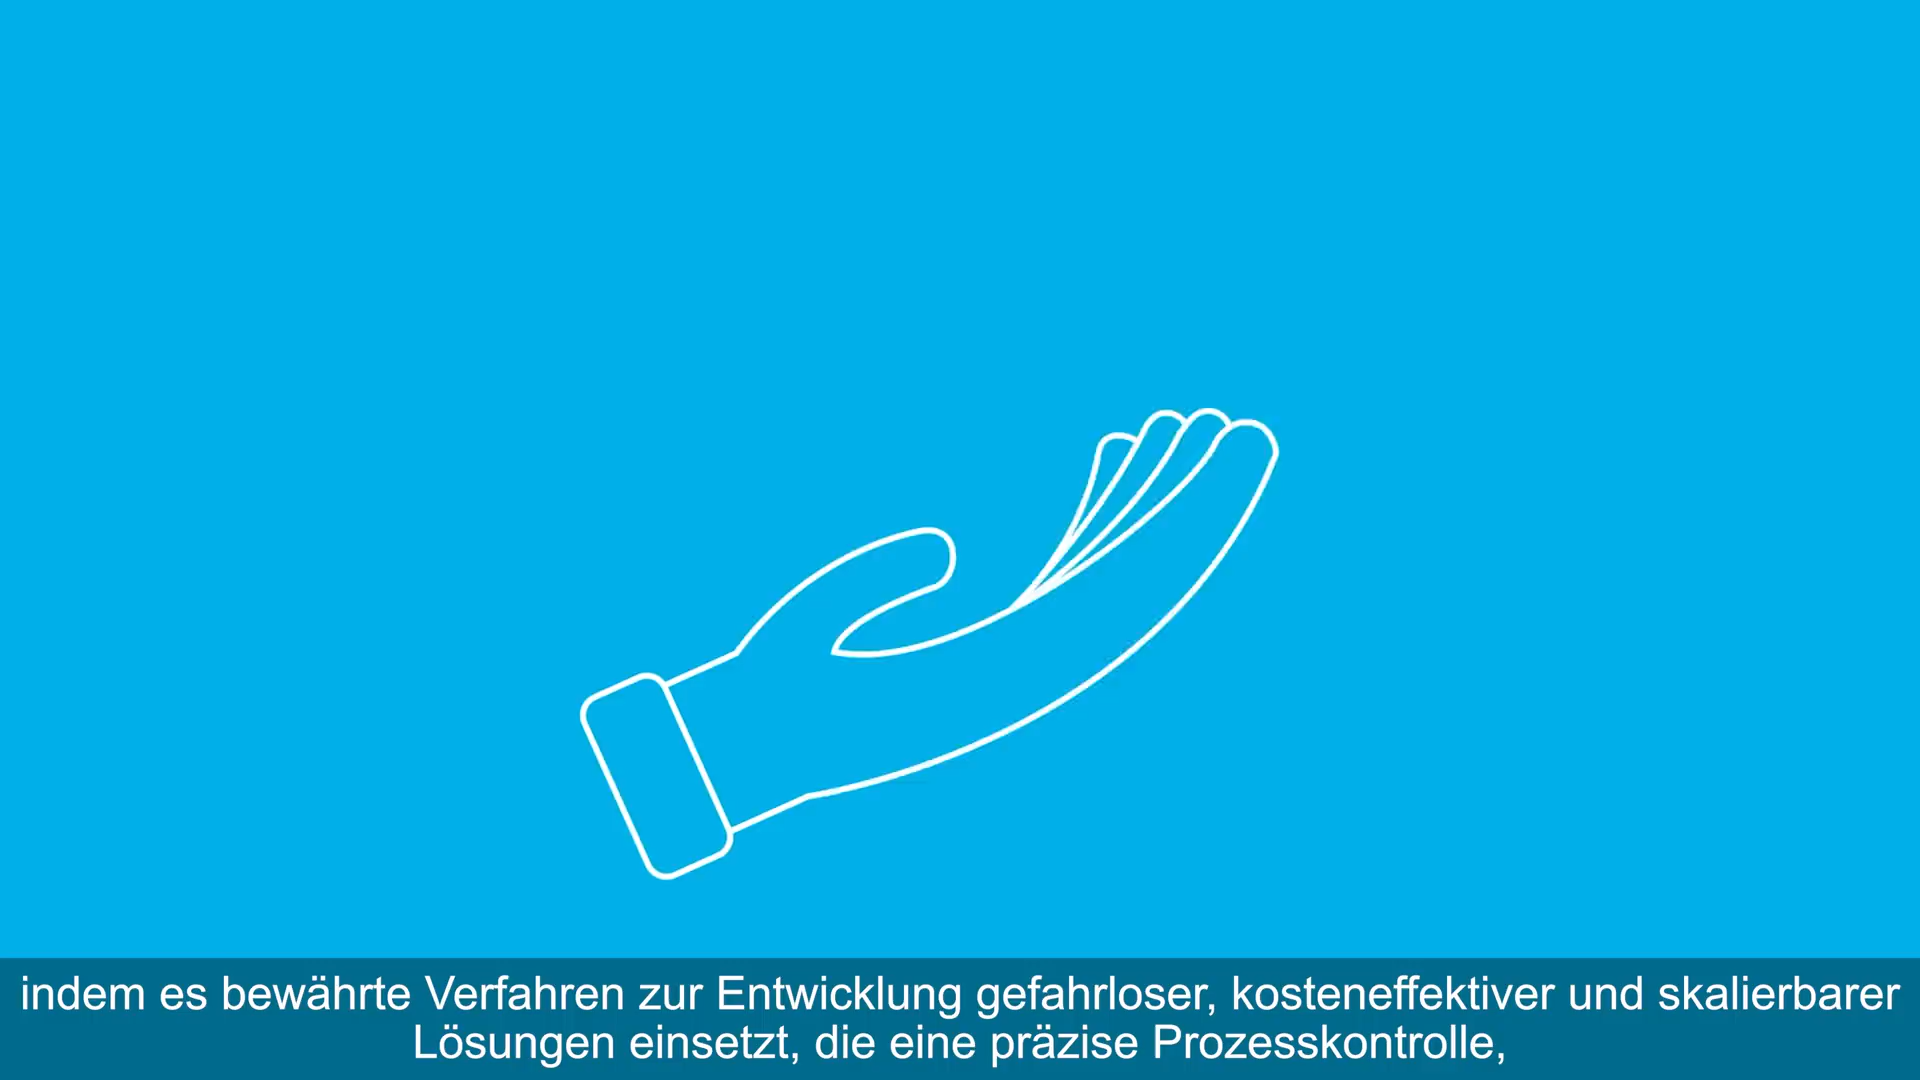 indem es bewährte Verfahren zur Entwicklung gefahrloser, kosteneffektiver und skalierbarer
Lösungen einsetzt, die eine präzise Prozesskontrolle,